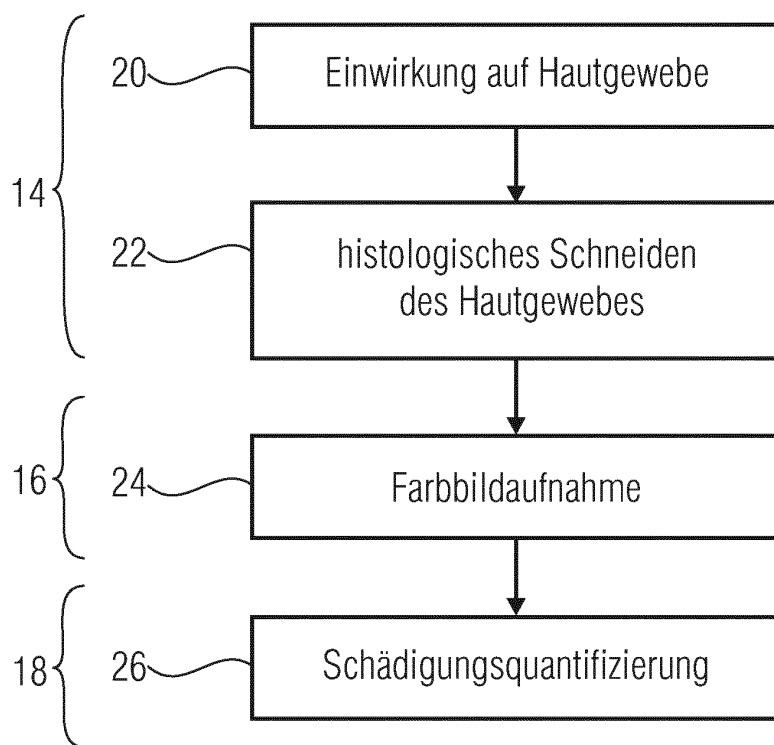 20
Einwirkung auf Hautgewebe
14
22
histologisches Schneiden
des Hautgewebes
16
24
Farbbildaufnahme
18
26
Schädigungsquantifizierung